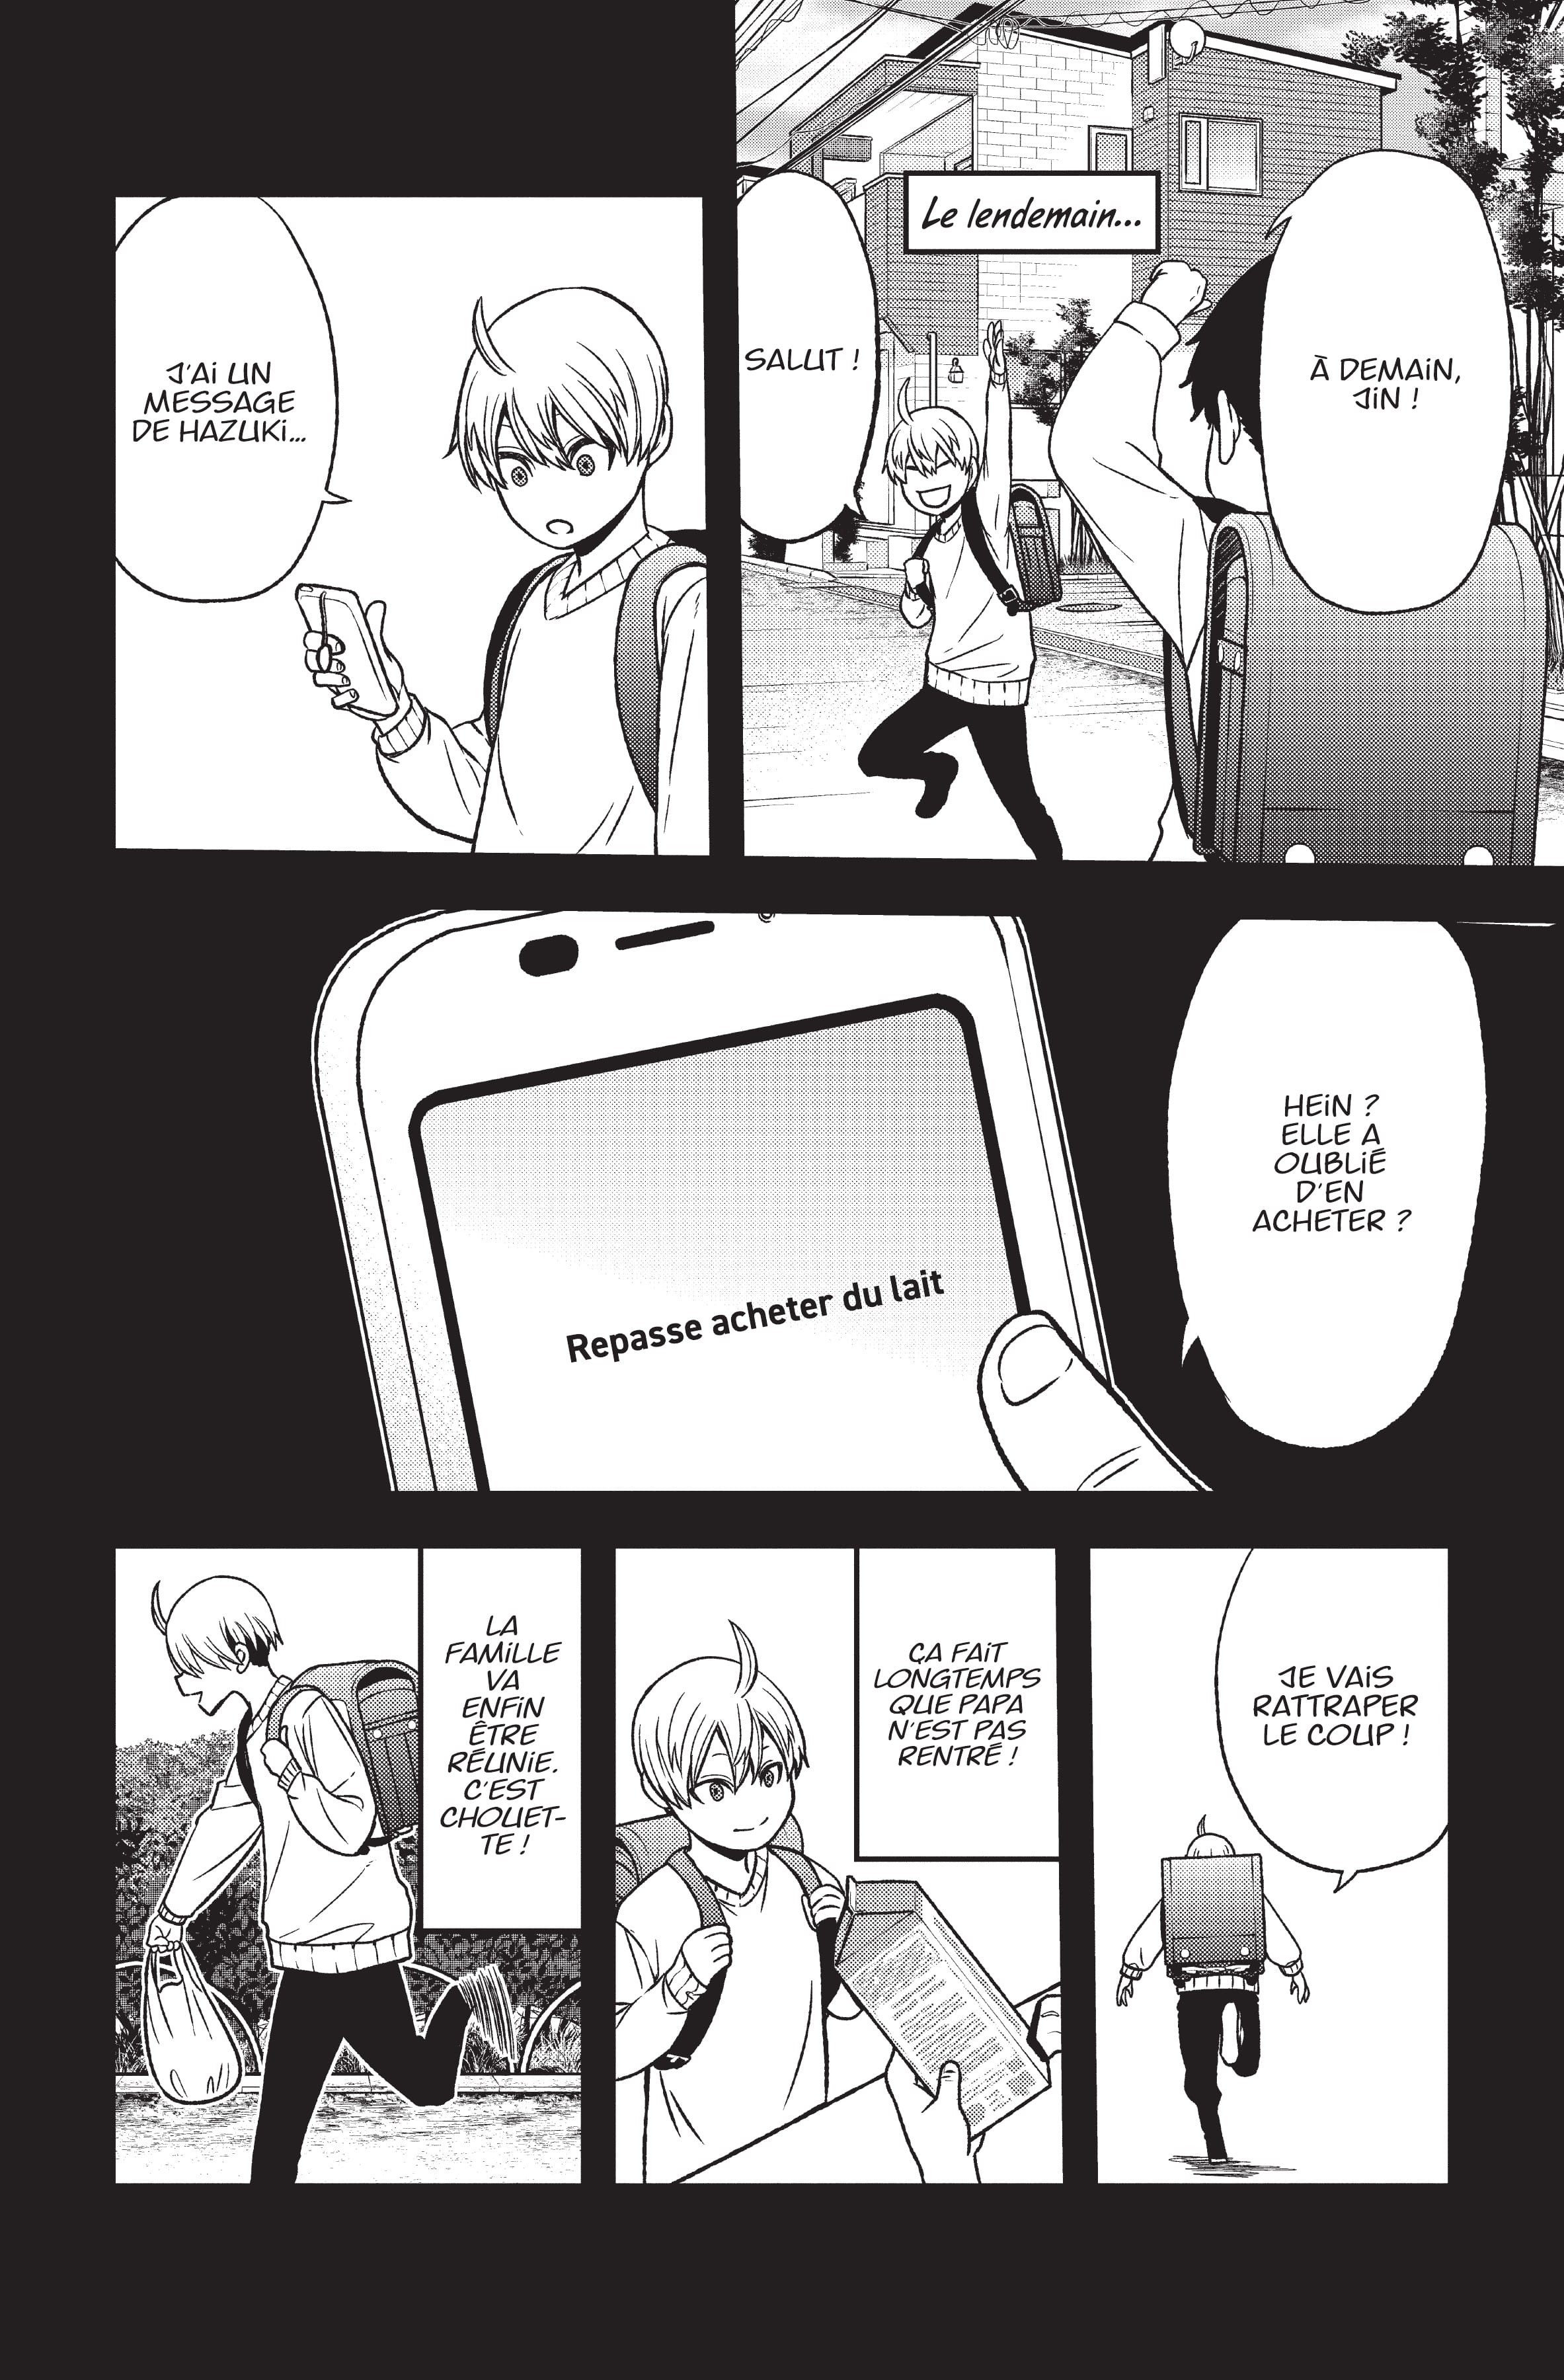 Le lendemain...
À DEMAIN,
JIN !
SALUT !
J'AI UN
MESSAGE
DE HAZUKI...
HEIN ?
ELLE A
OUBLIÉ
D'EN
ACHETER ?
Repasse acheter du lait
JE VAIS
RATTRAPER
LE COUP !
ÇA FAIT
LONGTEMPS
QUE PAPA
N'EST PAS
RENTRÉ !
LA
FAMILLE
VA
ENFIN
ÊTRE
RÉUNIE.
C'EST
CHOUET-
TE !